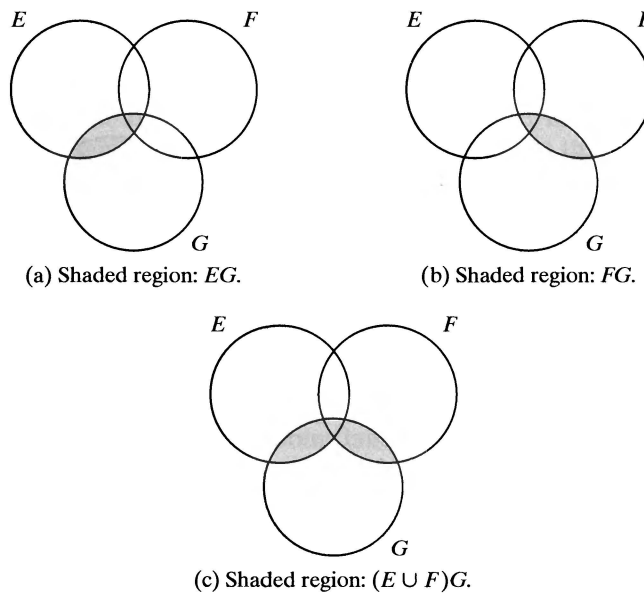 E
F
E
G
G
(a) Shaded region: EG.
(b) Shaded region: FG.
E
F
G
(c) Shaded region: (E ∪ F)G.